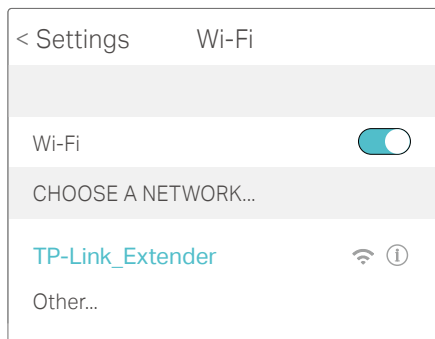 < Settings Wi-Fi
Wi-Fi
CHOOSE A NETWORK...
TP-Link_Extender
Other...